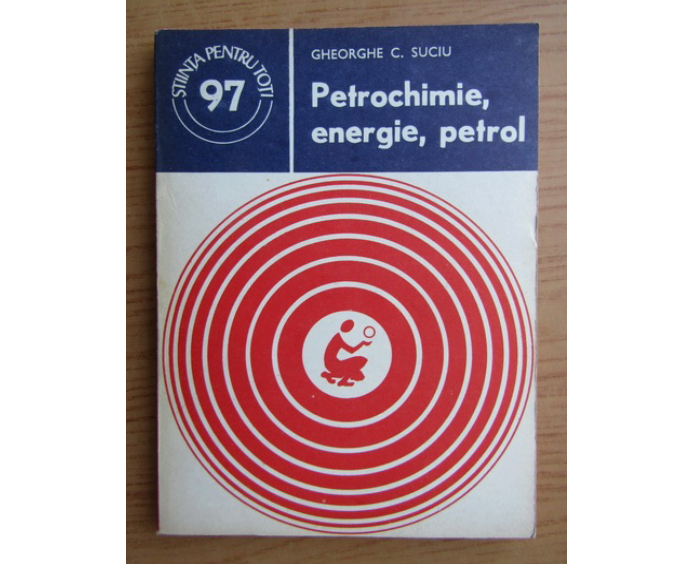 ȘTIINȚA PENTRU TOȚI
97
GHEORGHE C. SUCIU
Petrochimie,
energie, petrol